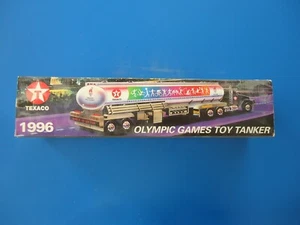 TEXACO
1996
OLYMPIC GAMES TOY TANKER